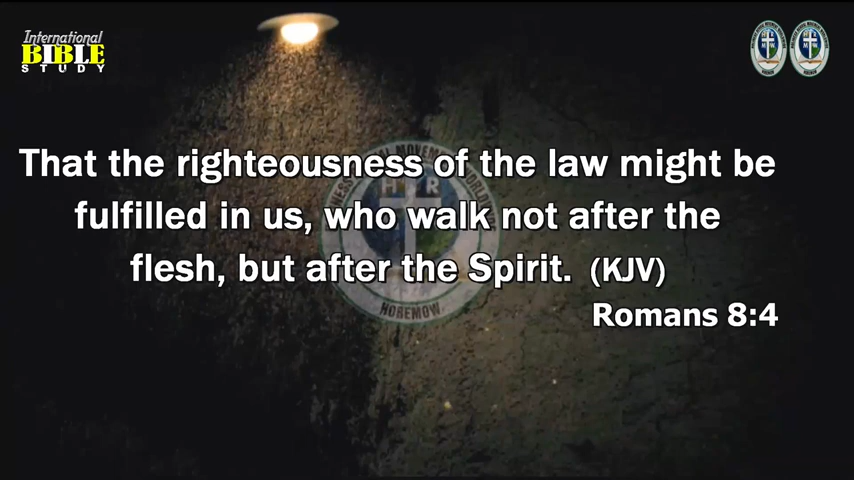 International
BIBLE
STUDY
That the righteousness of the law might be
fulfilled in us, who walk not after the
flesh, but after the Spirit. (KJV)
Romans 8:4
HOREMOW